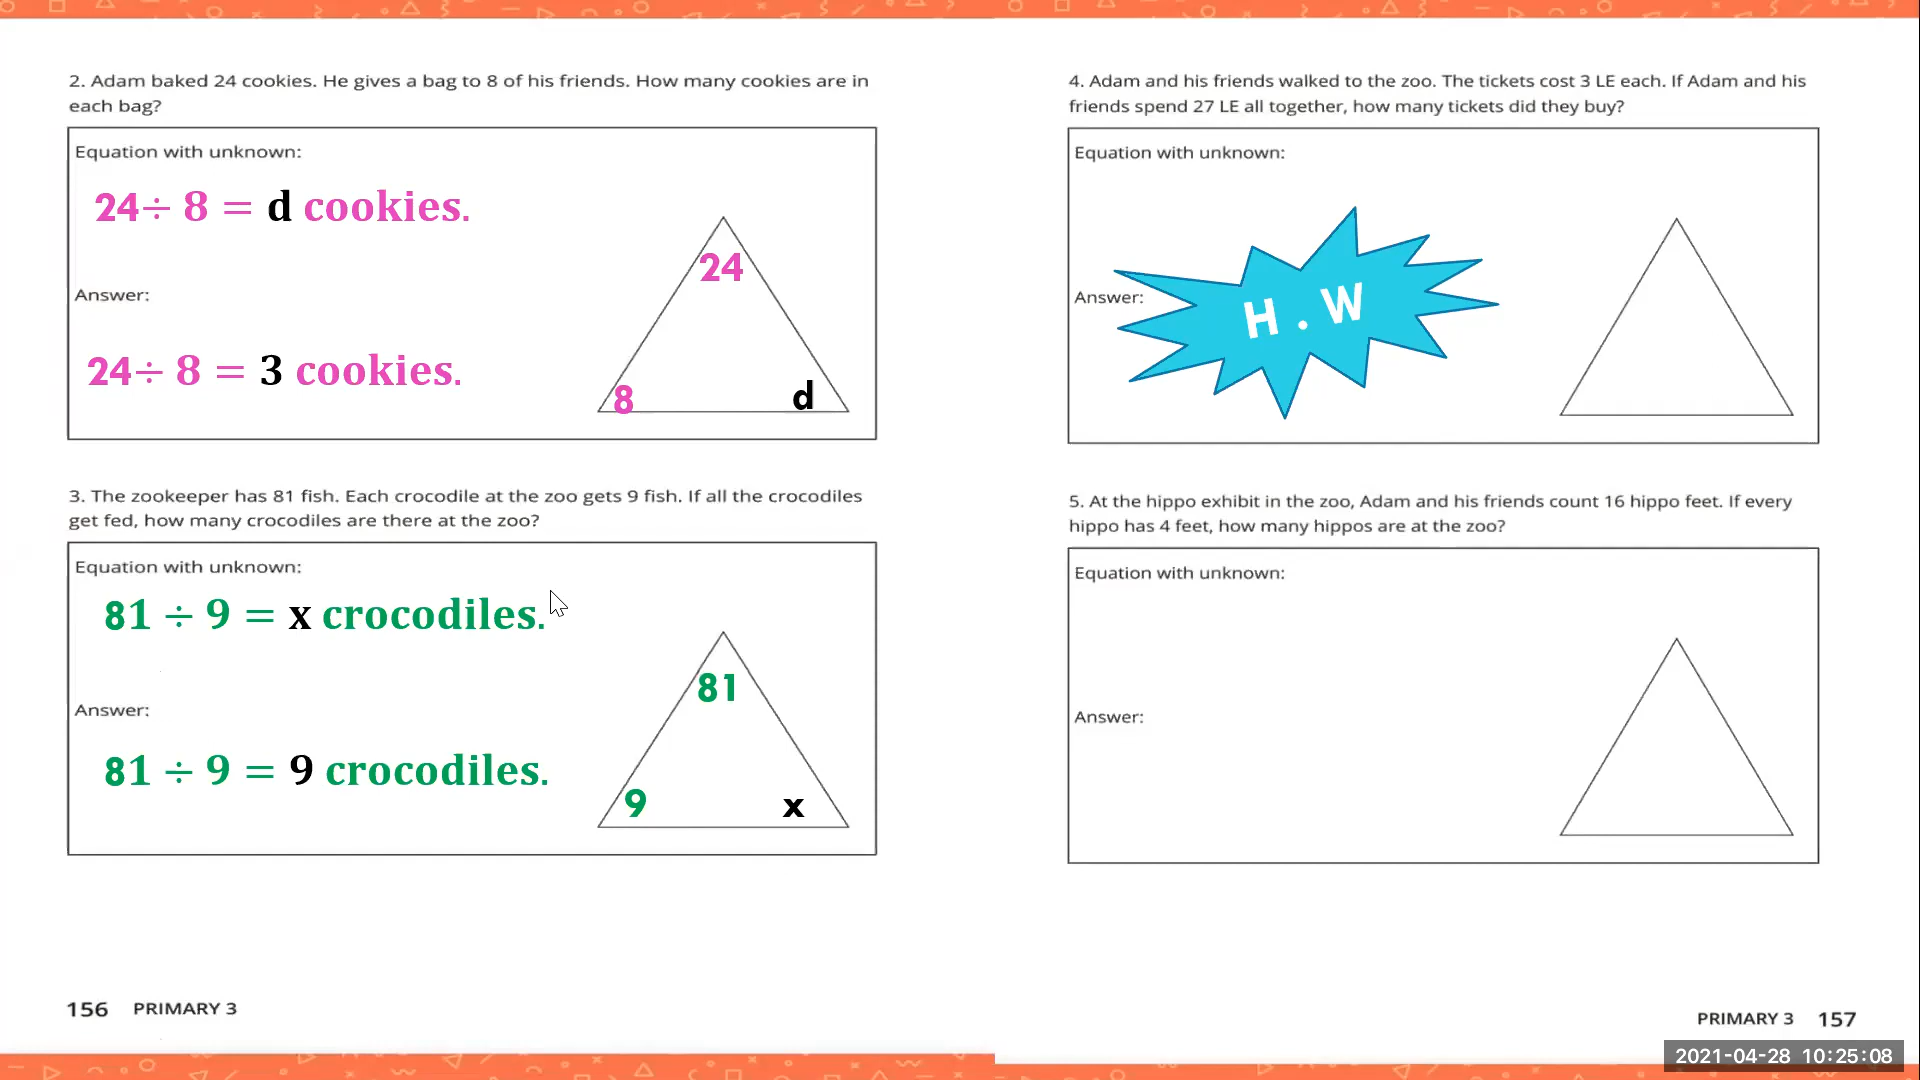 2. Adam baked 24 cookies. He gives a bag to 8 of his friends. How many cookies are in
each bag?
Equation with unknown:
24÷ 8 = d cookies.
Answer:
24÷ 8 = 3 cookies.
24
8
d
3. The zookeeper has 81 fish. Each crocodile at the zoo gets 9 fish. If all the crocodiles
get fed, how many crocodiles are there at the zoo?
Equation with unknown:
81 ÷ 9 = x crocodiles.
Answer:
81 ÷ 9 = 9 crocodiles.
81
9
x
156 PRIMARY 3
4. Adam and his friends walked to the zoo. The tickets cost 3 LE each. If Adam and his
friends spend 27 LE all together, how many tickets did they buy?
Equation with unknown:
Answer:
H . W
5. At the hippo exhibit in the zoo, Adam and his friends count 16 hippo feet. If every
hippo has 4 feet, how many hippos are at the zoo?
Equation with unknown:
Answer:
PRIMARY 3 157
2021-04-28 10:25:08